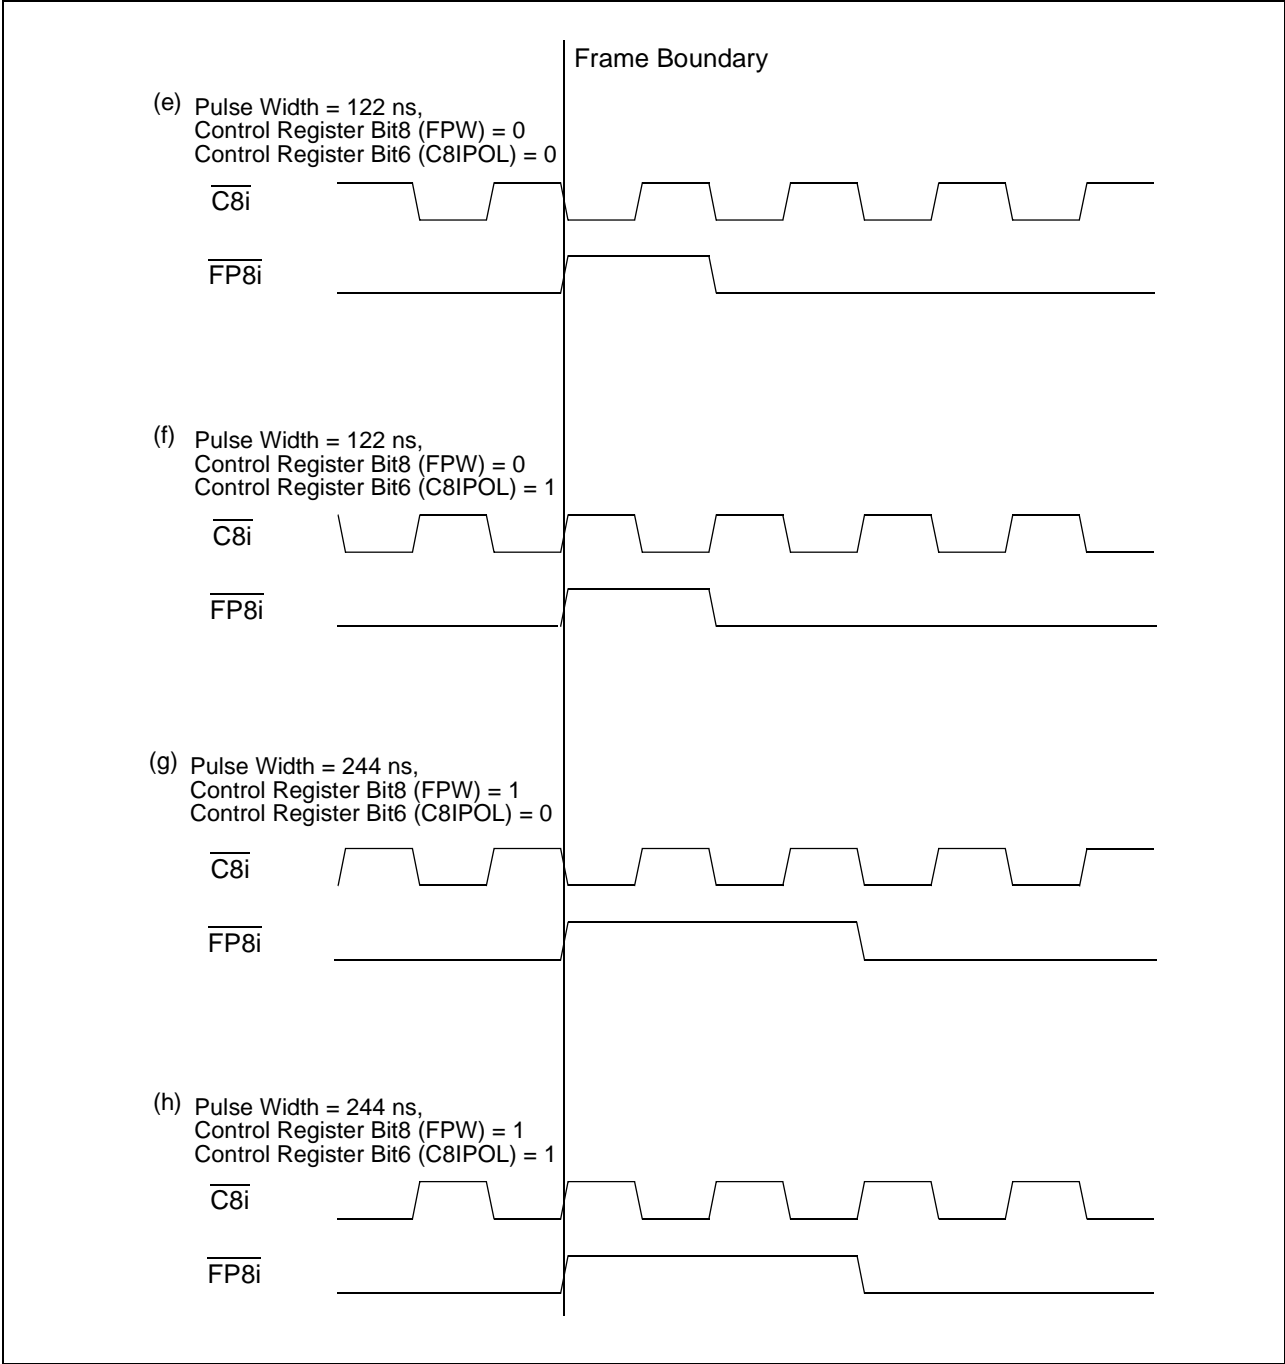 Frame Boundary
(e) Pulse Width = 122 ns,
Control Register Bit8 (FPW) = 0
Control Register Bit6 (C8IPOL) = 0
C8i
FP8i
(f) Pulse Width = 122 ns,
Control Register Bit8 (FPW) = 0
Control Register Bit6 (C8IPOL) = 1
C8i
FP8i
(g) Pulse Width = 244 ns,
Control Register Bit8 (FPW) = 1
Control Register Bit6 (C8IPOL) = 0
C8i
FP8i
(h) Pulse Width = 244 ns,
Control Register Bit8 (FPW) = 1
Control Register Bit6 (C8IPOL) = 1
C8i
FP8i